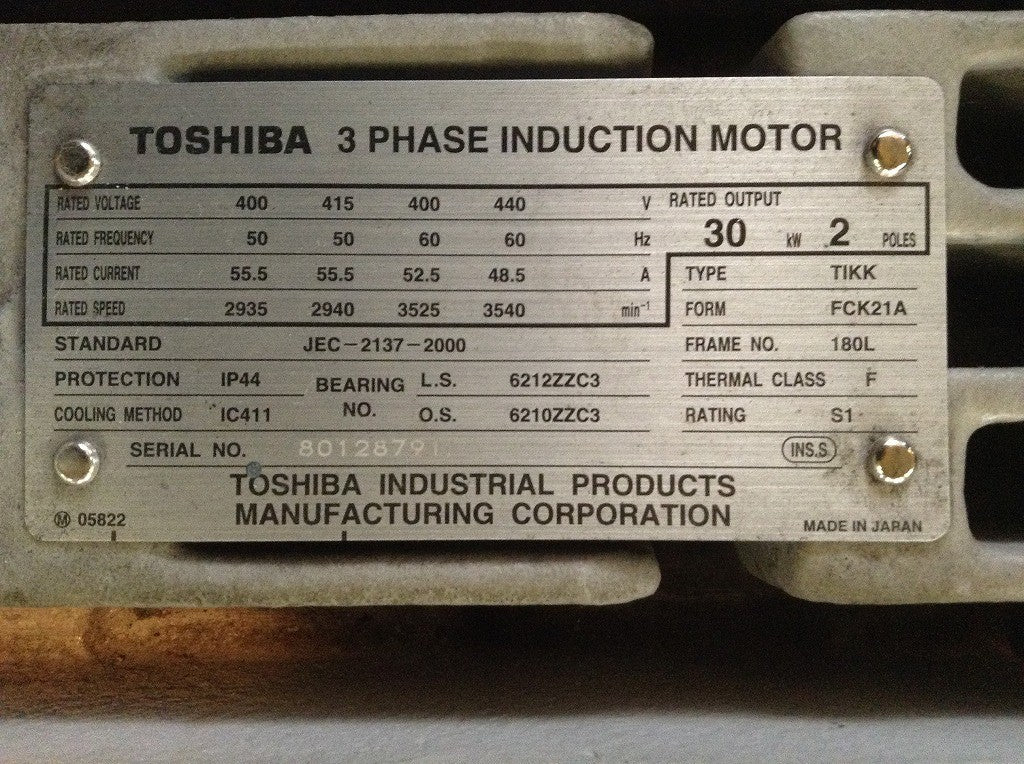 TOSHIBA 3 PHASE INDUCTION MOTOR
RATED VOLTAGE 400 415 400 440 V
RATED FREQUENCY 50 50 60 60 Hz
RATED CURRENT 55.5 55.5 52.5 48.5 A
RATED SPEED 2935 2940 3525 3540 min⁻¹
RATED OUTPUT
30 kW 2 POLES
TYPE TIKK
FORM FCK21A
STANDARD JEC-2137-2000
FRAME NO. 180L
PROTECTION IP44
BEARING NO.
L.S. 6212ZZC3
THERMAL CLASS F
COOLING METHOD IC411
O.S. 6210ZZC3
RATING S1
SERIAL NO. 80128791
INS.S
TOSHIBA INDUSTRIAL PRODUCTS
MANUFACTURING CORPORATION
Ⓜ 05822
MADE IN JAPAN